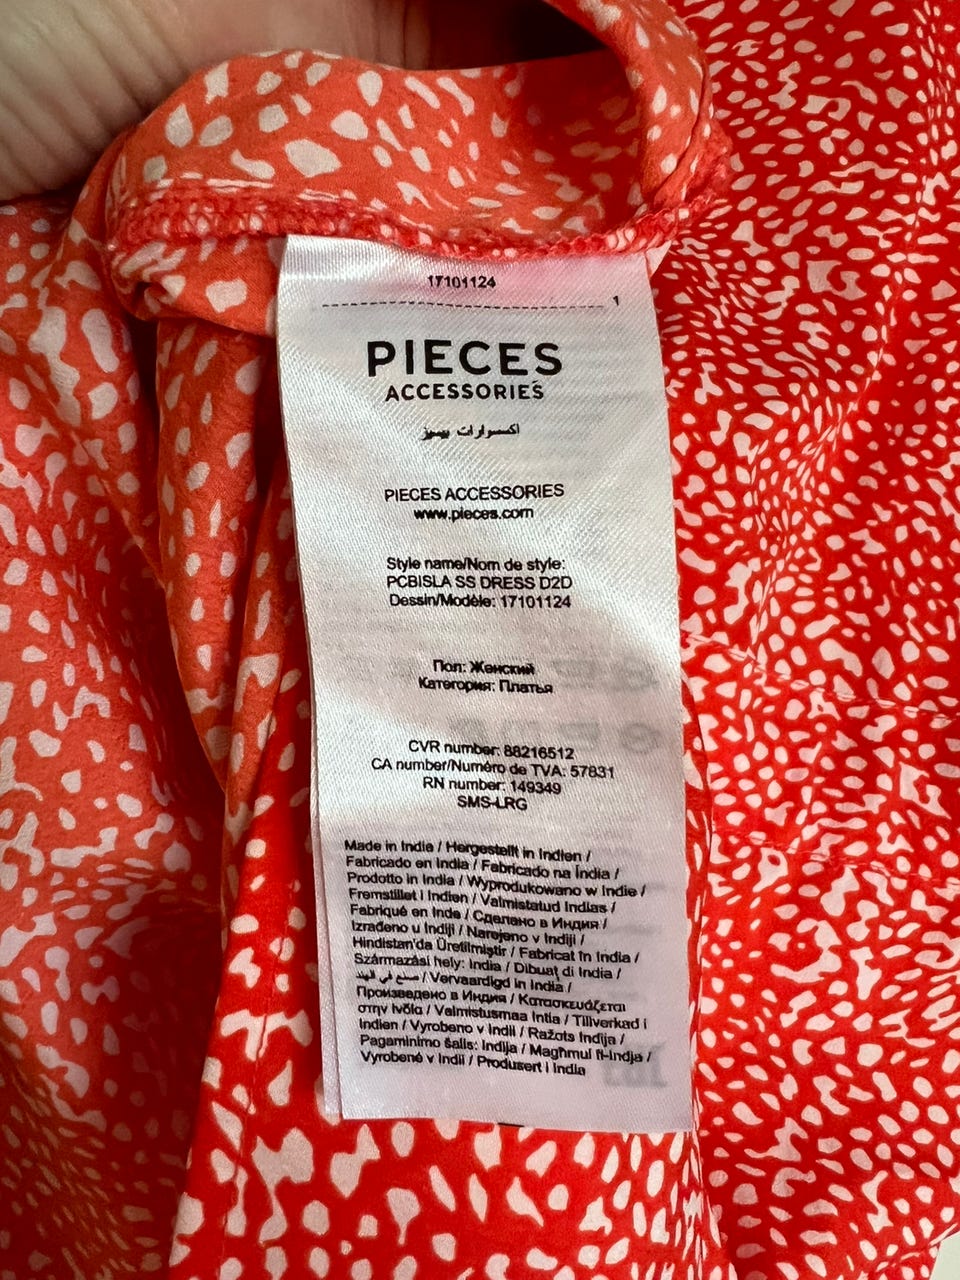 17101124
1
PIECES
ACCESSORIES
اكسسوارات بيسيز
PIECES ACCESSORIES
www.pieces.com
Style name/Nom de style:
PCBISLA SS DRESS D2D
Dessin/Modèle: 17101124
Пол: Женский
Категория: Платья
CVR number: 88216512
CA number/Numéro de TVA: 57831
RN number: 149349
SMS-LRG
Made in India / Hergestellt in Indien /
Fabricado en India / Fabricado na Índia /
Prodotto in India / Wyprodukowano w Indie /
Fremstillet i Indien / Valmistatud Indias /
Fabriqué en Inde / Сделано в Индия /
Izrađeno u Indiji / Narejeno v Indiji /
Hindistan'da Üretilmiştir / Fabricat în India /
Származási hely: India / Dibuat di India /
صنع في الهند / Vervaardigd in India /
Произведено в Индия / Κατασκευάζεται
στην Ινδία / Valmistusmaa Intia / Tillverkad i
Indien / Vyrobeno v Indii / Ražots Indija /
Pagaminimo šalis: Indija / Magħmul fl-Indja /
Vyrobené v Indii / Produsert i India